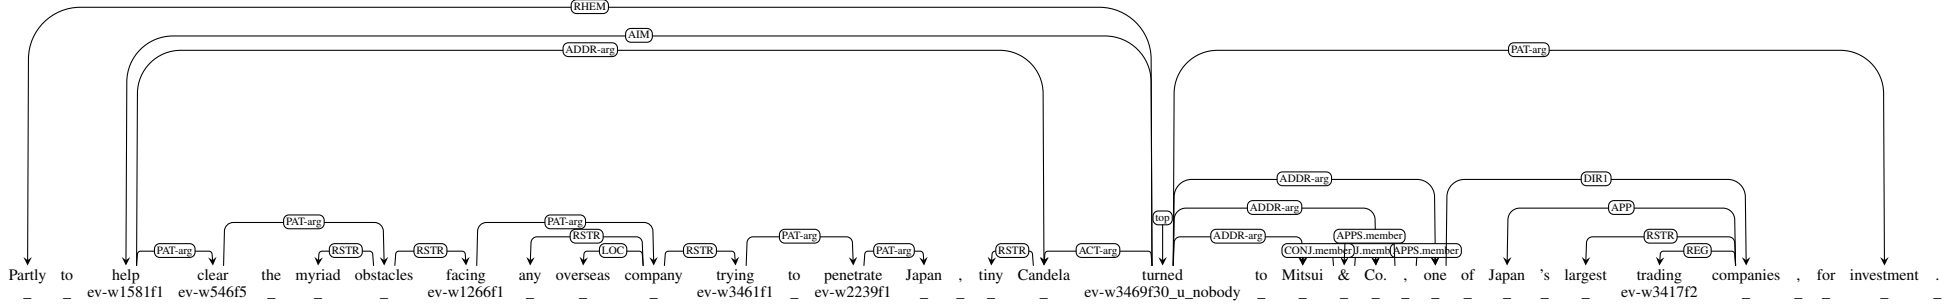 RHEM
AIM
ADDR-arg PAT-arg
ADDR-arg DIR1
ADDR-arg APP
top
PAT-arg PAT-arg
RSTR PAT-arg ADDR-arg APPS.member RSTR
PAT-arg RSTR RSTR LOC RSTR PAT-arg RSTR ACT-arg CONJ.member J.memb APPS.member REG
Partly to help clear the myriad obstacles facing any overseas company trying to penetrate Japan , tiny Candela turned to Mitsui & Co. , one of Japan 's largest trading companies , for investment .
_ _ ev-w1581f1 ev-w546f5 _ _ _ ev-w1266f1 _ _ _ ev-w3461f1 _ ev-w2239f1 _ _ _ _ ev-w3469f30_u_nobody _ _ _ _ _ _ _ _ _ _ ev-w3417f2 _ _ _ _ _